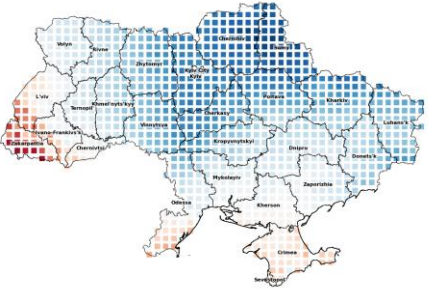 Chernihiv
Volyn
Rivne
Sumy
Zhytomyr
Kyiv City
Kyiv
L'viv
Poltava
Kharkiv
Ternopil
Khmel'nyts'kyy
Luhans'k
Cherkasy
Vinnytsya
Ivano-Frankivs'k
Zakarpattia
Chernivtsi
Kropyvnytskyi
Dnipro
Donets'k
Mykolayiv
Zaporizhia
Odessa
Kherson
Crimea
Sevastopol'